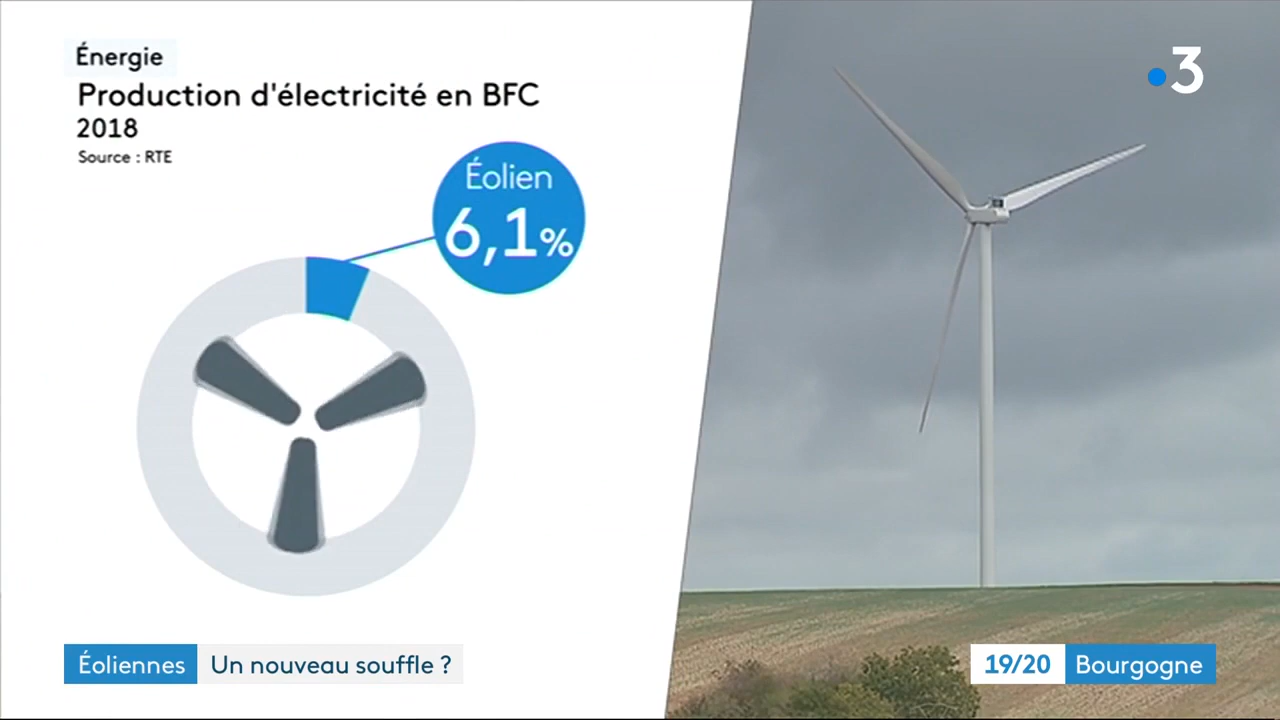 Énergie
Production d'électricité en BFC
2018
Source : RTE
Éolien
6,1%
3
Éoliennes Un nouveau souffle ?
19/20 Bourgogne